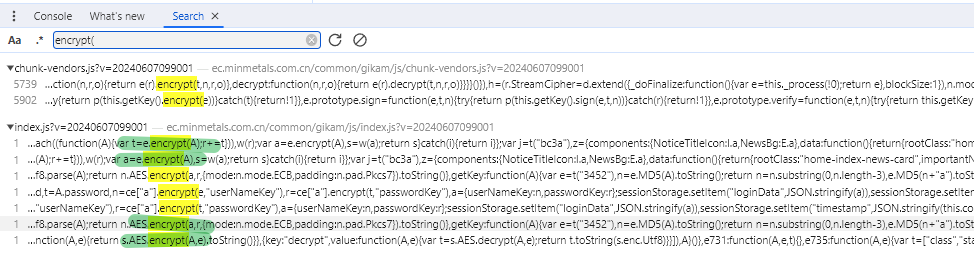 Console What's new Search ×
Aa .* encrypt(
chunk-vendors.js?v=20240607099001 — ec.minmetals.com.cn/common/gikam/js/chunk-vendors.js?v=20240607099001
5739 ...ction(n,r,o){return e(r).encrypt(t,n,r,o)},decrypt:function(n,r,o){return e(r).decrypt(t,n,r,o)}}}()}),h=(r.StreamCipher=d.extend({_doFinalize:function(){var e=this._process(!0);return e},blockSize:1}),n.mod
5902 ...y{return p(this.getKey().encrypt(e))}catch(t){return!1}},e.prototype.sign=function(e,t,n){try{return p(this.getKey().sign(e,t,n))}catch(r){return!1}},e.prototype.verify=function(e,t,n){try{return this.getKey
index.js?v=20240607099001 — ec.minmetals.com.cn/common/gikam/js/index.js?v=20240607099001
1 ...ach((function(A){var t=e.encrypt(A);r+=t})),w(r);var a=e.encrypt(A),s=w(a);return s}catch(i){return i}};var j=t("bc3a"),z={components:{NoticeTitleIcon:I.a,NewsBg:E.a},data:function(){return{rootClass:"home-
1 ...(A);r+=t})),w(r);var a=e.encrypt(A),s=w(a);return s}catch(i){return i}};var j=t("bc3a"),z={components:{NoticeTitleIcon:I.a,NewsBg:E.a},data:function(){return{rootClass:"home-index-news-card",important
1 ...f8.parse(A);return n.AES.encrypt(a,r,{mode:n.mode.ECB,padding:n.pad.Pkcs7}).toString()},getKey:function(A){var e=t("3452"),n=e.MD5(A).toString();return n=n.substring(0,n.length-3),e.MD5(n+"a").toS
1 ...d,t=A.password,n=ce["a"].encrypt(e,"userNameKey"),r=ce["a"].encrypt(t,"passwordKey"),a={userNameKey:n,passwordKey:r};sessionStorage.setItem("loginData",JSON.stringify(a)),sessionStorage.setItem(
1 ..."userNameKey"),r=ce["a"].encrypt(t,"passwordKey"),a={userNameKey:n,passwordKey:r};sessionStorage.setItem("loginData",JSON.stringify(a)),sessionStorage.setItem("timestamp",JSON.stringify(this.co
1 ...f8.parse(A);return n.AES.encrypt(a,r,{mode:n.mode.ECB,padding:n.pad.Pkcs7}).toString()},getKey:function(A){var e=t("3452"),n=e.MD5(A).toString();return n=n.substring(0,n.length-3),e.MD5(n+"a").toS
1 ...nction(A,e){return s.AES.encrypt(A,e).toString()}},{key:"decrypt",value:function(A,e){var t=s.AES.decrypt(A,e);return t.toString(s.enc.Utf8)}}]),A}()},e731:function(A,e,t){},e735:function(A,e){var t=["class","sta